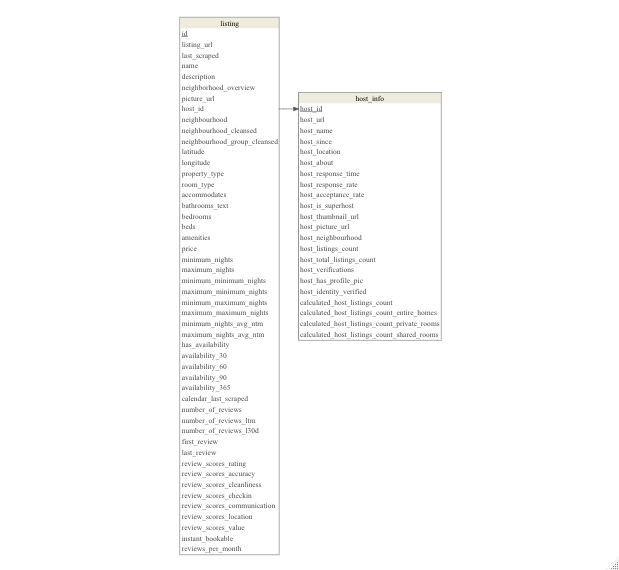 listing
id
listing_url
last_scraped
name
description
neighborhood_overview
picture_url
host_id
neighbourhood
neighbourhood_cleansed
neighbourhood_group_cleansed
latitude
longitude
property_type
room_type
accommodates
bathrooms_text
bedrooms
beds
amenities
price
minimum_nights
maximum_nights
minimum_minimum_nights
maximum_minimum_nights
minimum_maximum_nights
maximum_maximum_nights
minimum_nights_avg_ntm
maximum_nights_avg_ntm
has_availability
availability_30
availability_60
availability_90
availability_365
calendar_last_scraped
number_of_reviews
number_of_reviews_ltm
number_of_reviews_l30d
first_review
last_review
review_scores_rating
review_scores_accuracy
review_scores_cleanliness
review_scores_checkin
review_scores_communication
review_scores_location
review_scores_value
instant_bookable
reviews_per_month
host_info
host_id
host_url
host_name
host_since
host_location
host_about
host_response_time
host_response_rate
host_acceptance_rate
host_is_superhost
host_thumbnail_url
host_picture_url
host_neighbourhood
host_listings_count
host_total_listings_count
host_verifications
host_has_profile_pic
host_identity_verified
calculated_host_listings_count
calculated_host_listings_count_entire_homes
calculated_host_listings_count_private_rooms
calculated_host_listings_count_shared_rooms